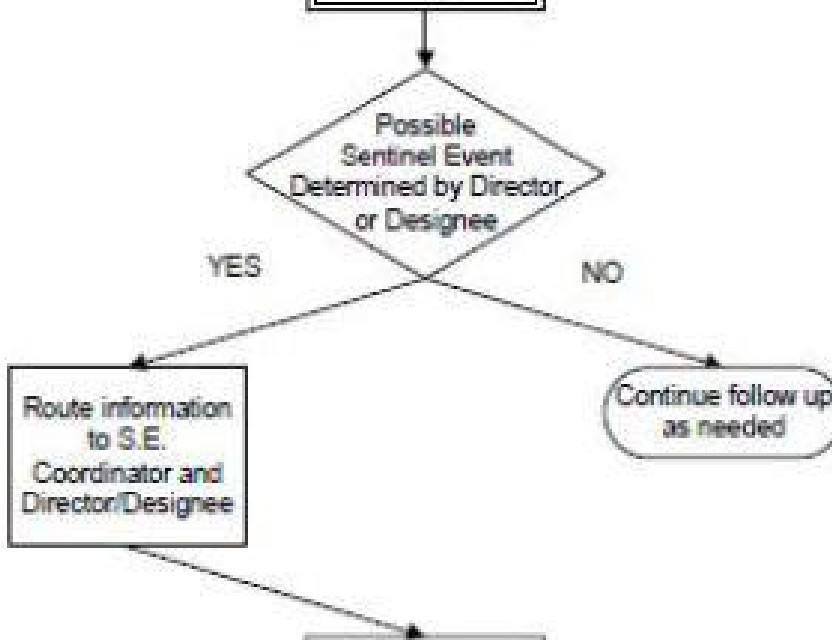 Possible
Sentinel Event
Determined by Director
or Designee
YES
NO
Route information
to S.E.
Coordinator and
Director/Designee
Continue follow up
as needed